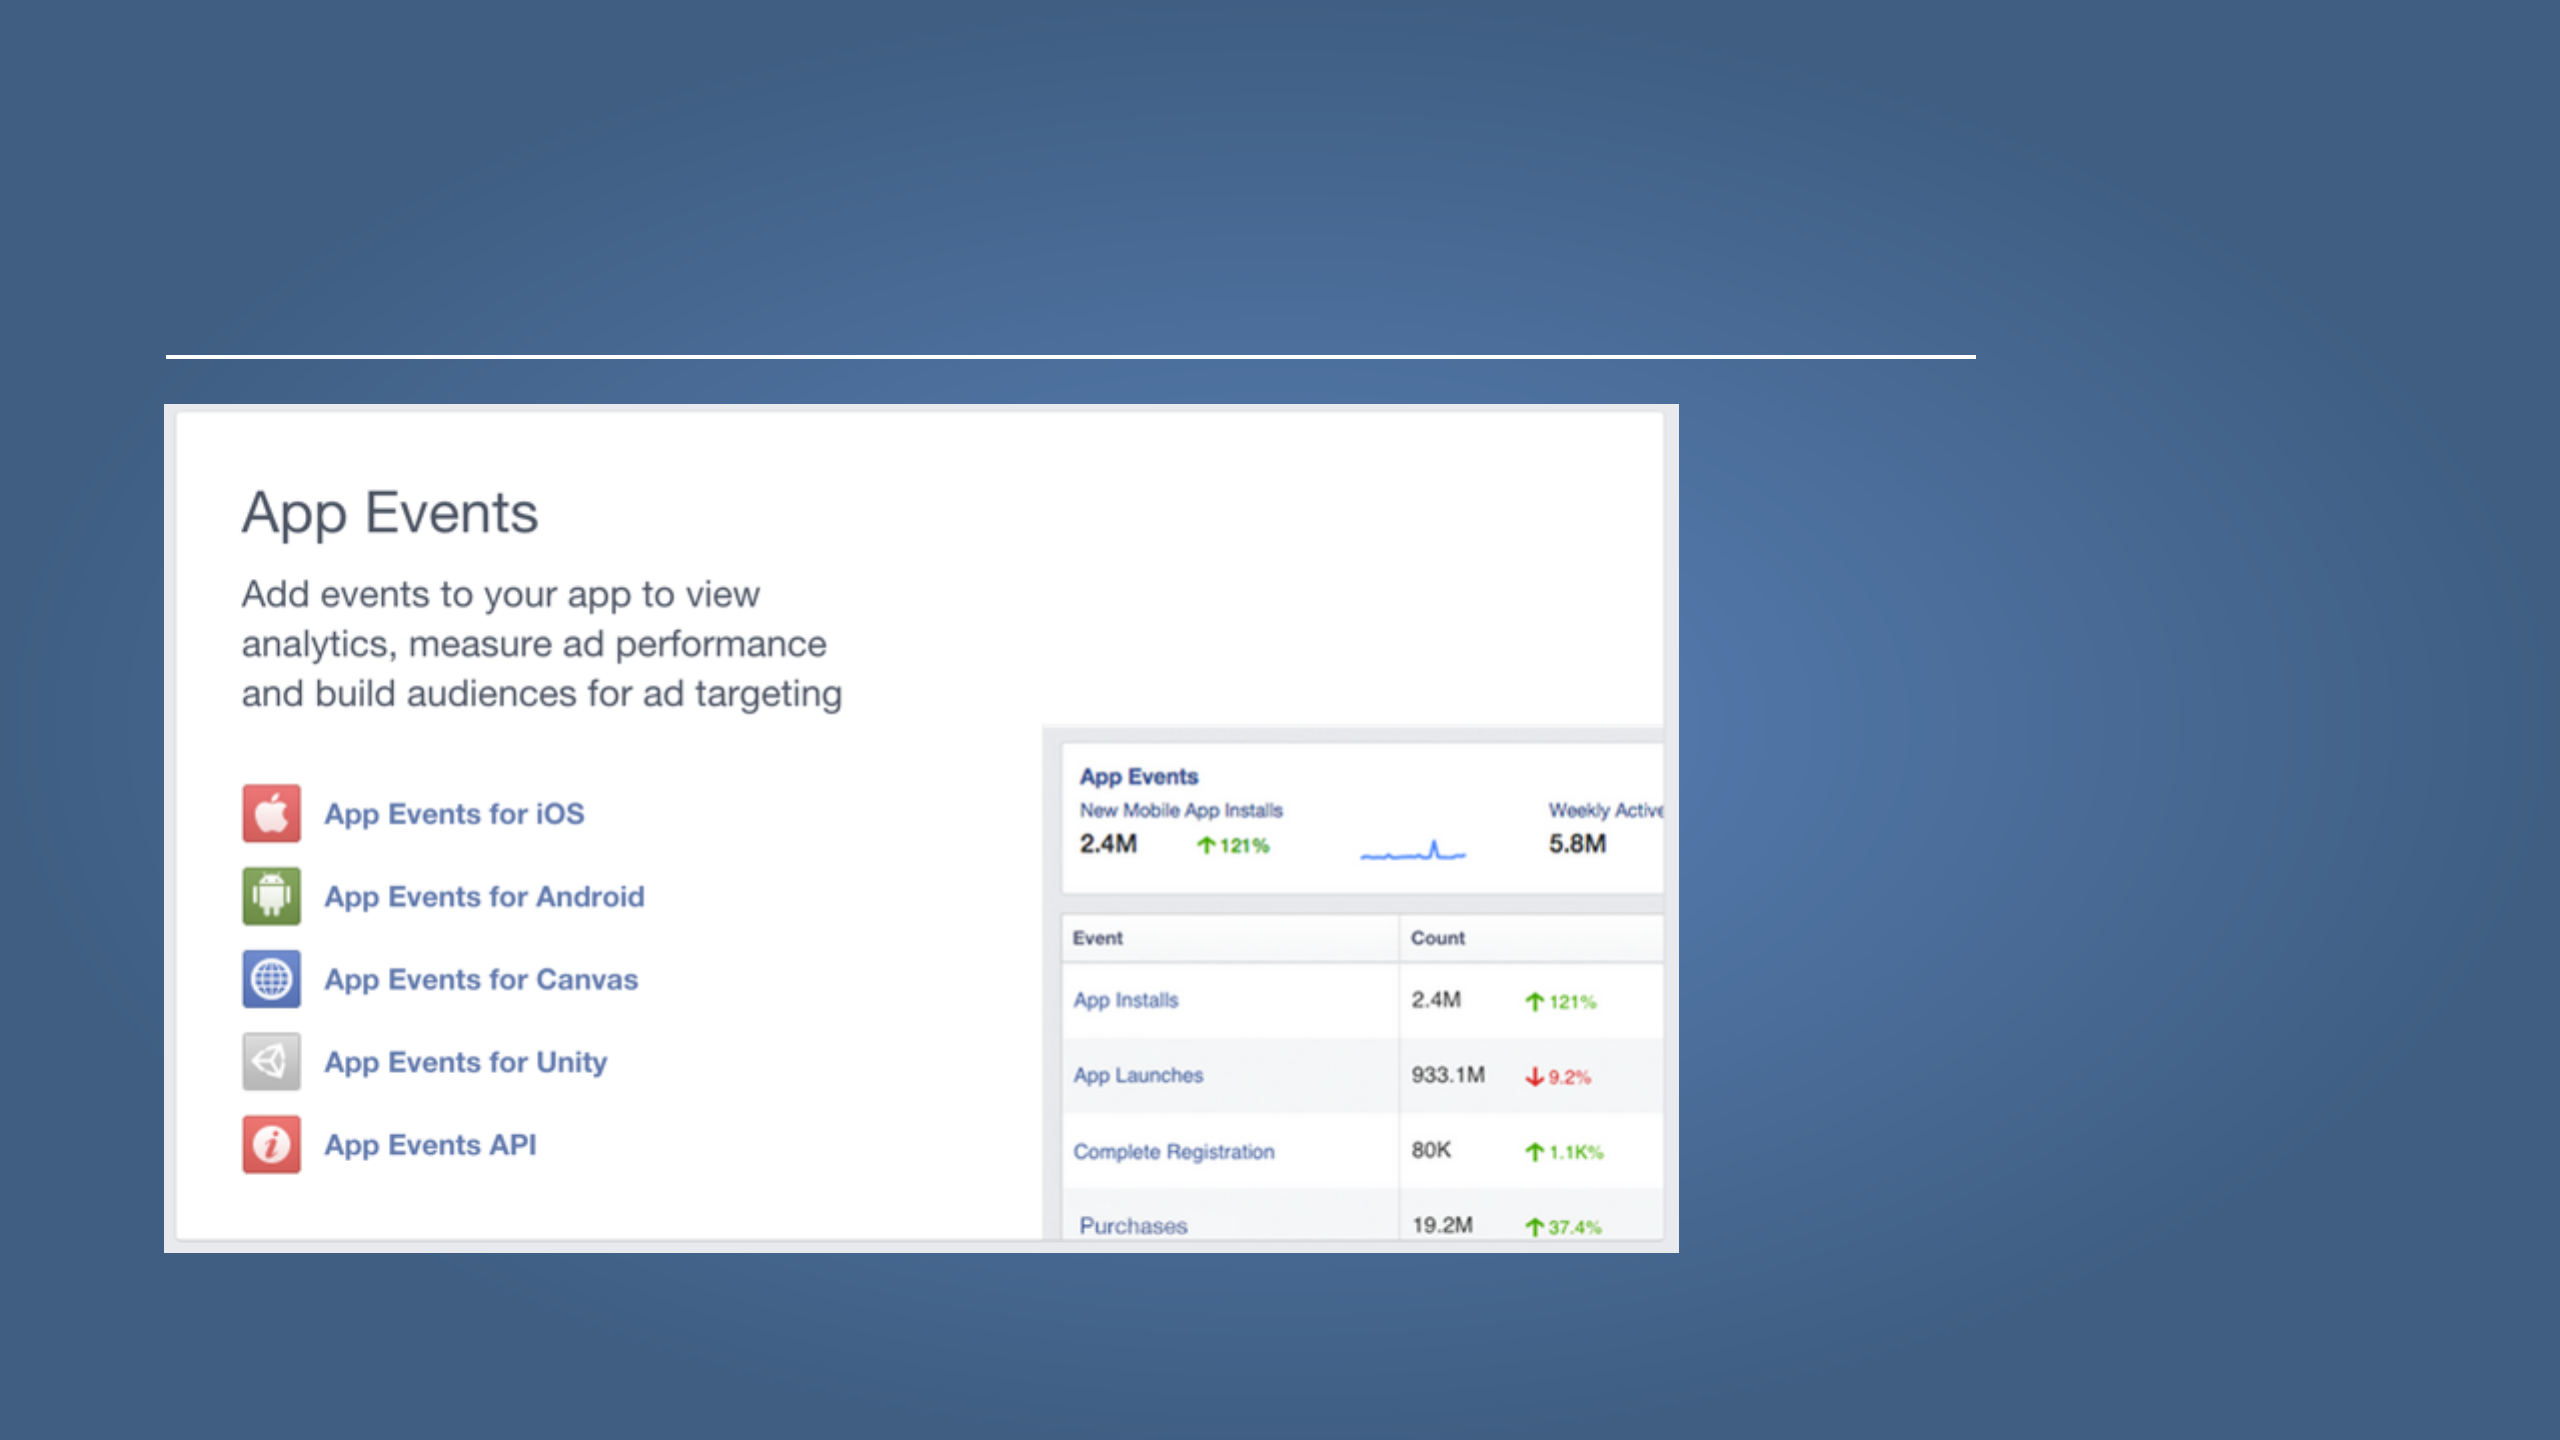 App Events
Add events to your app to view
analytics, measure ad performance
and build audiences for ad targeting
App Events for iOS
App Events for Android
App Events for Canvas
App Events for Unity
App Events API
App Events
New Mobile App Installs Weekly Active
2.4M 121% 5.8M
Event Count
App Installs 2.4M 121%
App Launches 933.1M 9.2%
Complete Registration 80K 1.1K%
Purchases 19.2M 37.4%